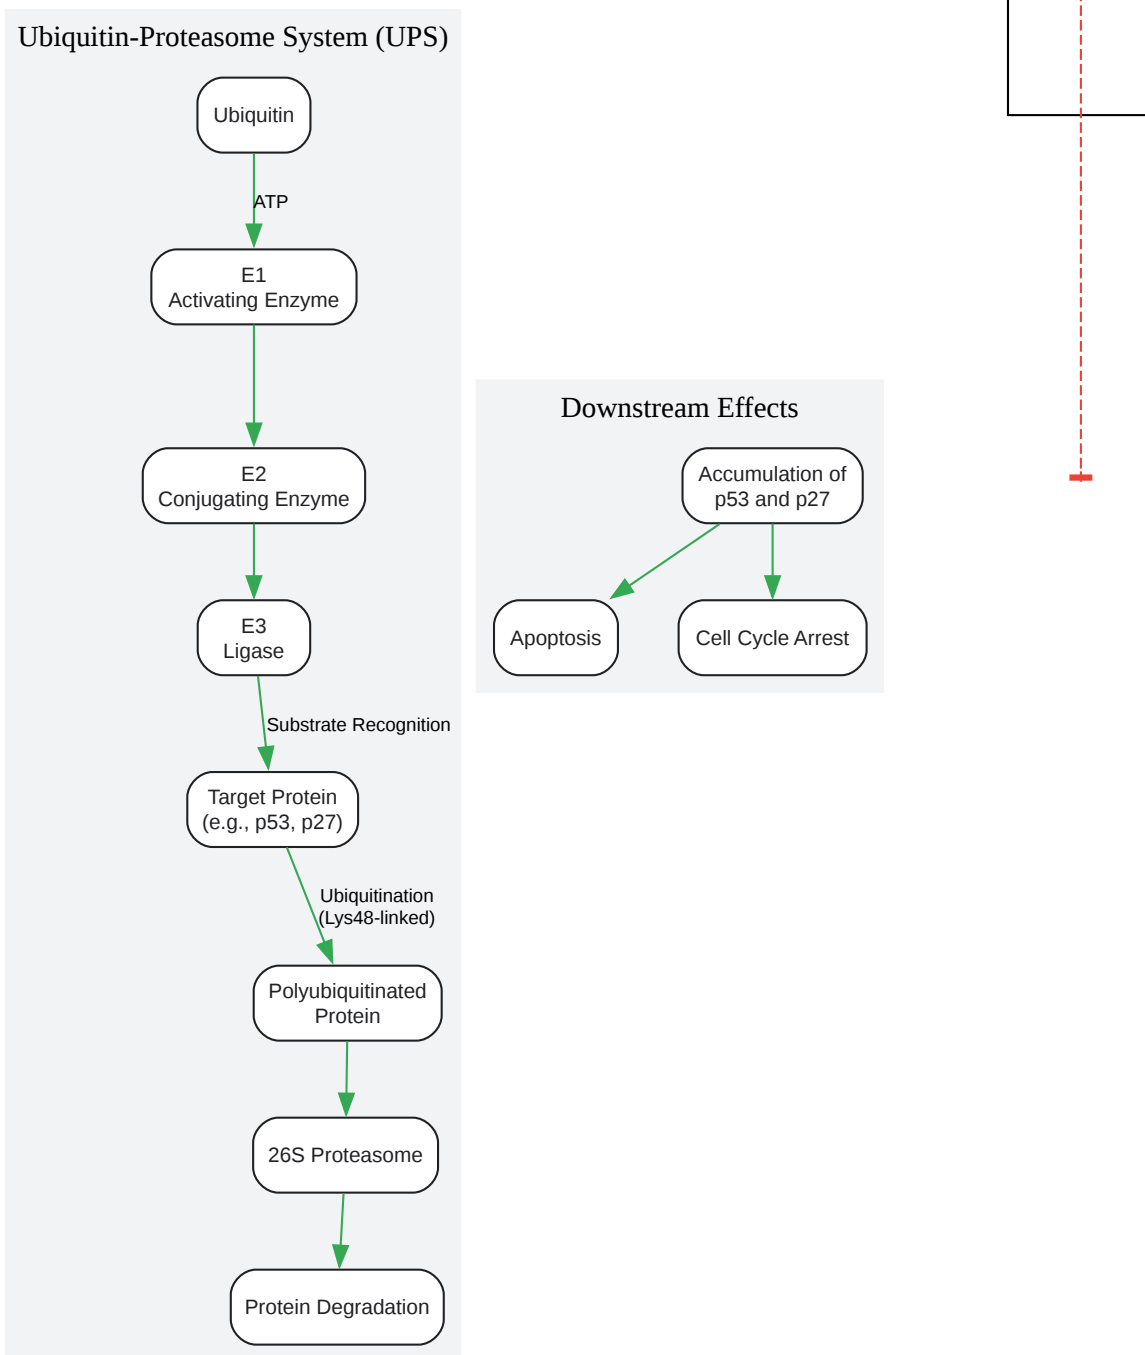 Ubiquitin-Proteasome System (UPS)
Ubiquitin
ATP
E1
Activating Enzyme
E2
Conjugating Enzyme
E3
Ligase
Substrate Recognition
Target Protein
(e.g., p53, p27)
Ubiquitination
(Lys48-linked)
Polyubiquitinated
Protein
26S Proteasome
Protein Degradation
Downstream Effects
Accumulation of
p53 and p27
Apoptosis
Cell Cycle Arrest